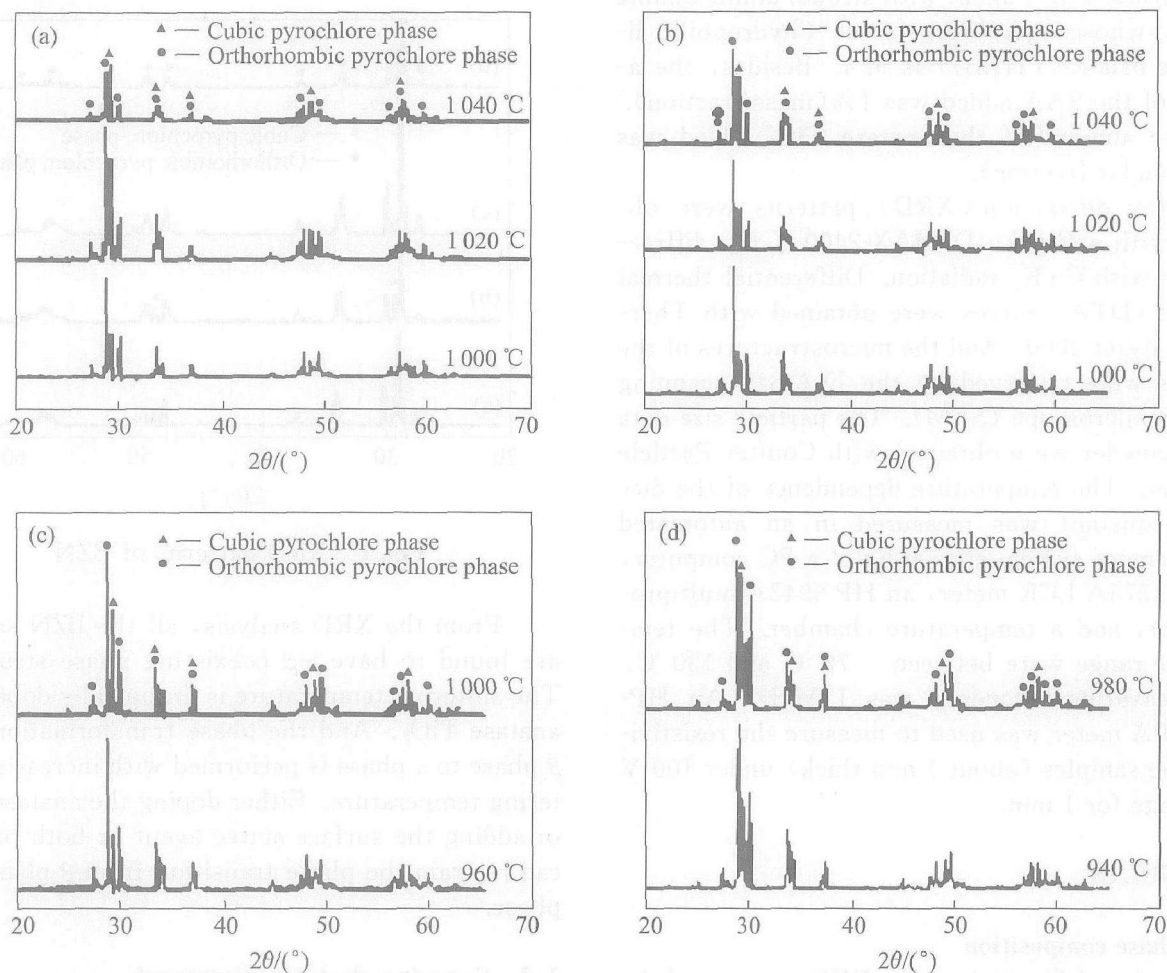 (a)
▲ — Cubic pyrochlore phase
● — Orthorhombic pyrochlore phase
1 040 ℃
1 020 ℃
1 000 ℃
20 30 40 50 60 70
2θ/(°)
(b)
▲ — Cubic pyrochlore phase
● — Orthorhombic pyrochlore phase
1 040 ℃
1 020 ℃
1 000 ℃
20 30 40 50 60 70
2θ/(°)
(c)
▲ — Cubic pyrochlore phase
● — Orthorhombic pyrochlore phase
1 000 ℃
960 ℃
20 30 40 50 60 70
2θ/(°)
(d)
▲ — Cubic pyrochlore phase
● — Orthorhombic pyrochlore phase
980 ℃
940 ℃
20 30 40 50 60 70
2θ/(°)